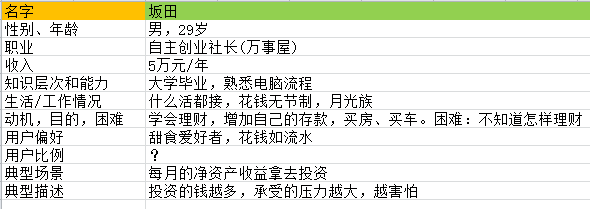 名字 坂田
性别、年龄 男，29岁
职业 自主创业社长(万事屋)
收入 5万元/年
知识层次和能力 大学毕业，熟悉电脑流程
生活/工作情况 什么活都接，花钱无节制，月光族
动机，目的，困难 学会理财，增加自己的存款，买房、买车。困难：不知道怎样理财
用户偏好 甜食爱好者，花钱如流水
用户比例 ？
典型场景 每月的净资产收益拿去投资
典型描述 投资的钱越多，承受的压力越大，越害怕